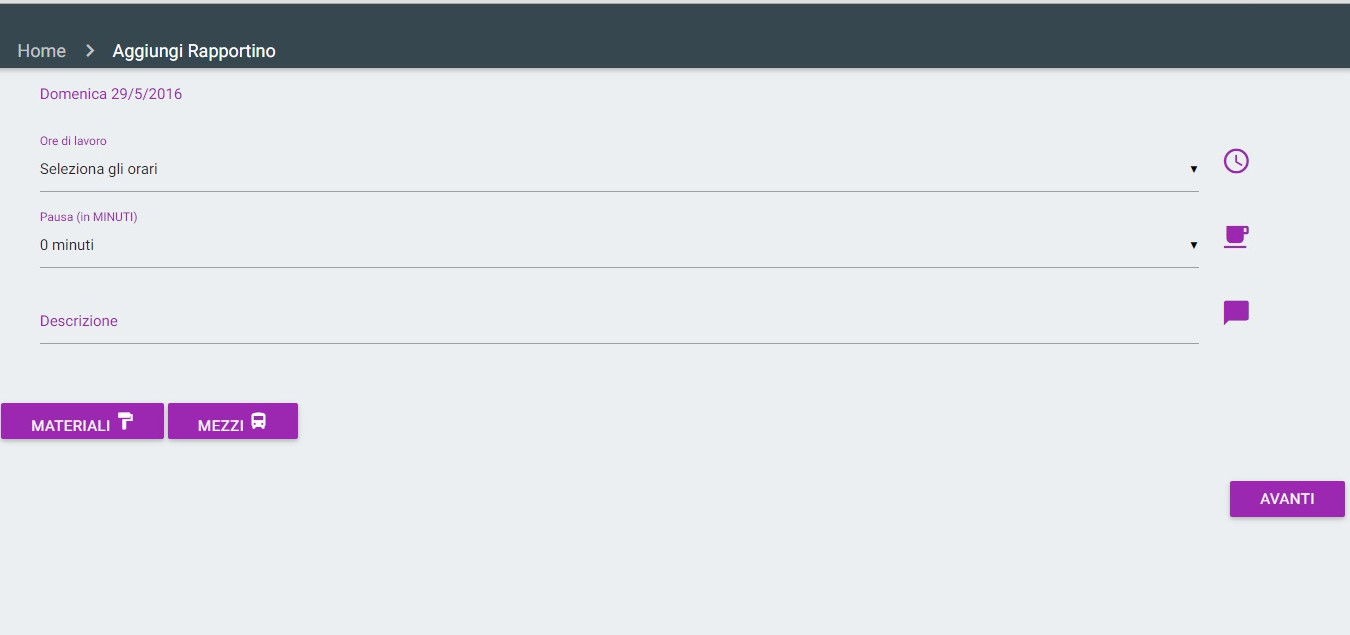 Home > Aggiungi Rapportino
Domenica 29/5/2016
Ore di lavoro
Seleziona gli orari
Pausa (in MINUTI)
0 minuti
Descrizione
MATERIALI MEZZI
AVANTI